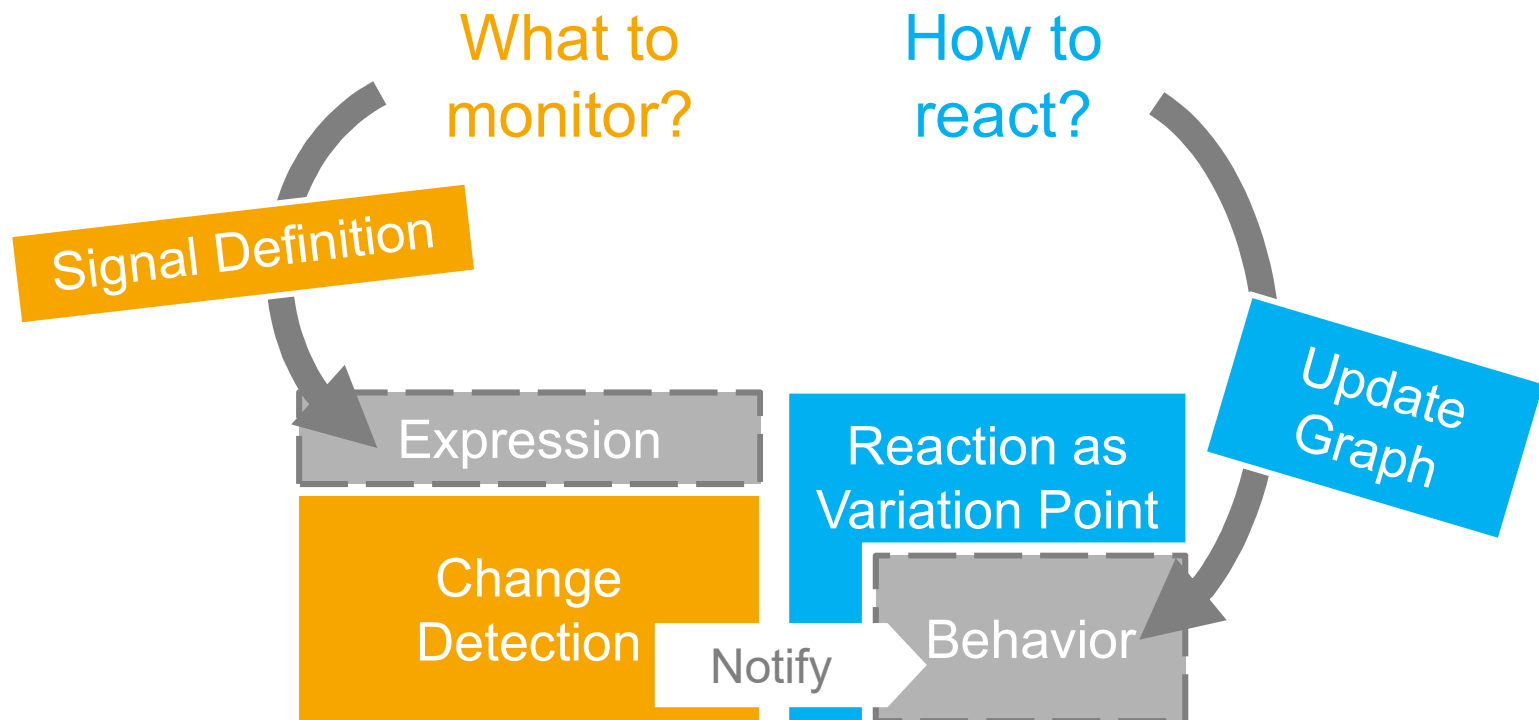 What to
monitor?
How to
react?
Signal Definition
Update
Graph
Expression
Reaction as
Variation Point
Change
Detection
Notify
Behavior